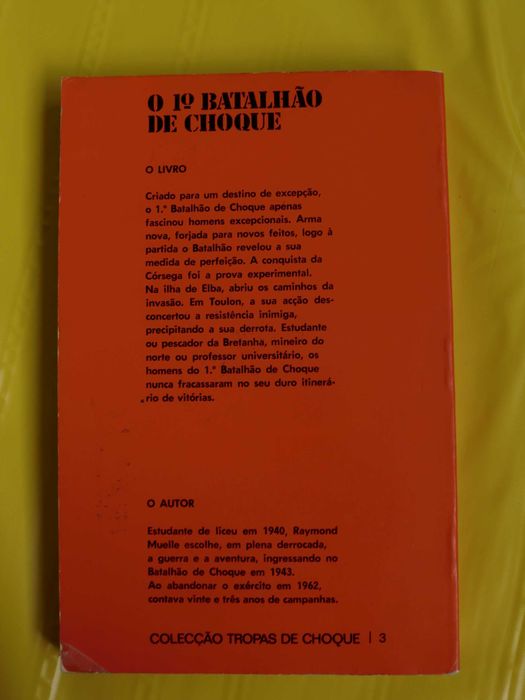 O 1º BATALHÃO
DE CHOQUE
O LIVRO
Criado para um destino de excepção,
o 1.º Batalhão de Choque apenas
fascinou homens excepcionais. Arma
nova, forjada para novos feitos, logo à
partida o Batalhão revelou a sua
medida de perfeição. A conquista da
Córsega foi a prova experimental.
Na ilha de Elba, abriu os caminhos da
invasão. Em Toulon, a sua acção des-
concertou a resistência inimiga,
precipitando a sua derrota. Estudante
ou pescador da Bretanha, mineiro do
norte ou professor universitário, os
homens do 1.º Batalhão de Choque
nunca fracassaram no seu duro itinerá-
rio de vitórias.
O AUTOR
Estudante de liceu em 1940, Raymond
Muelle escolhe, em plena derrocada,
a guerra e a aventura, ingressando no
Batalhão de Choque em 1943.
Ao abandonar o exército em 1962,
contava vinte e três anos de campanhas.
COLECÇÃO TROPAS DE CHOQUE | 3